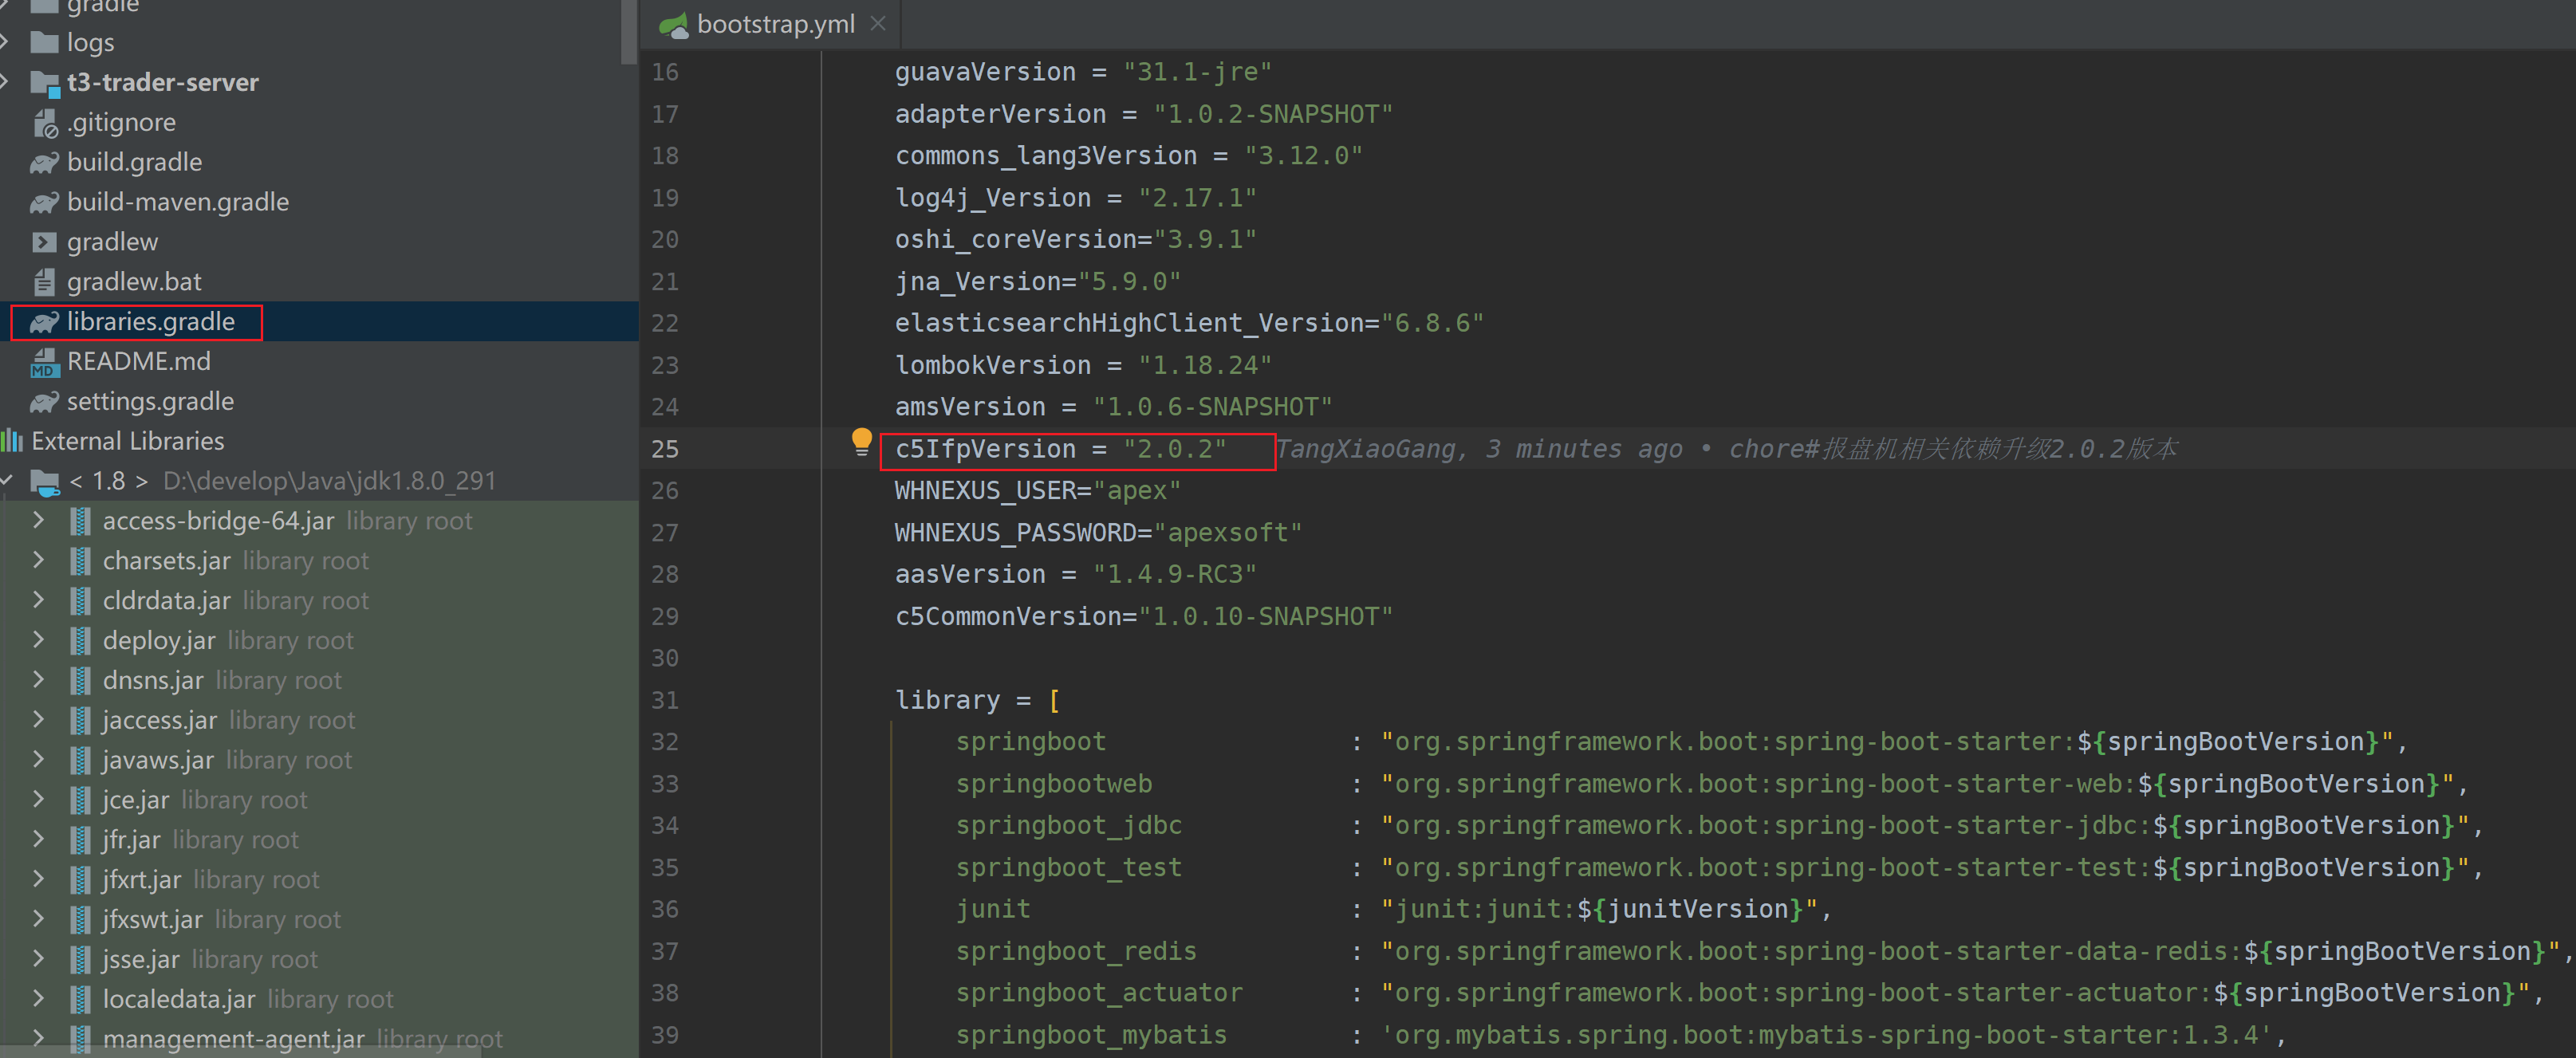 gradle
logs
t3-trader-server
.gitignore
build.gradle
build-maven.gradle
gradlew
gradlew.bat
libraries.gradle
README.md
settings.gradle
External Libraries
< 1.8 > D:\develop\Java\jdk1.8.0_291
access-bridge-64.jar library root
charsets.jar library root
cldrdata.jar library root
deploy.jar library root
dnsns.jar library root
jaccess.jar library root
javaws.jar library root
jce.jar library root
jfr.jar library root
jfxrt.jar library root
jfxswt.jar library root
jsse.jar library root
localedata.jar library root
management-agent.jar library root
bootstrap.yml
16 guavaVersion = "31.1-jre"
17 adapterVersion = "1.0.2-SNAPSHOT"
18 commons_lang3Version = "3.12.0"
19 log4j_Version = "2.17.1"
20 oshi_coreVersion="3.9.1"
21 jna_Version="5.9.0"
22 elasticsearchHighClient_Version="6.8.6"
23 lombokVersion = "1.18.24"
24 amsVersion = "1.0.6-SNAPSHOT"
25 c5IfpVersion = "2.0.2" TangXiaoGang, 3 minutes ago • chore#报盘机相关依赖升级2.0.2版本
26 WHNEXUS_USER="apex"
27 WHNEXUS_PASSWORD="apexsoft"
28 aasVersion = "1.4.9-RC3"
29 c5CommonVersion="1.0.10-SNAPSHOT"
30
31 library = [
32 springboot : "org.springframework.boot:spring-boot-starter:${springBootVersion}",
33 springbootweb : "org.springframework.boot:spring-boot-starter-web:${springBootVersion}",
34 springboot_jdbc : "org.springframework.boot:spring-boot-starter-jdbc:${springBootVersion}",
35 springboot_test : "org.springframework.boot:spring-boot-starter-test:${springBootVersion}",
36 junit : "junit:junit:${junitVersion}",
37 springboot_redis : "org.springframework.boot:spring-boot-starter-data-redis:${springBootVersion}",
38 springboot_actuator : "org.springframework.boot:spring-boot-starter-actuator:${springBootVersion}",
39 springboot_mybatis : 'org.mybatis.spring.boot:mybatis-spring-boot-starter:1.3.4',